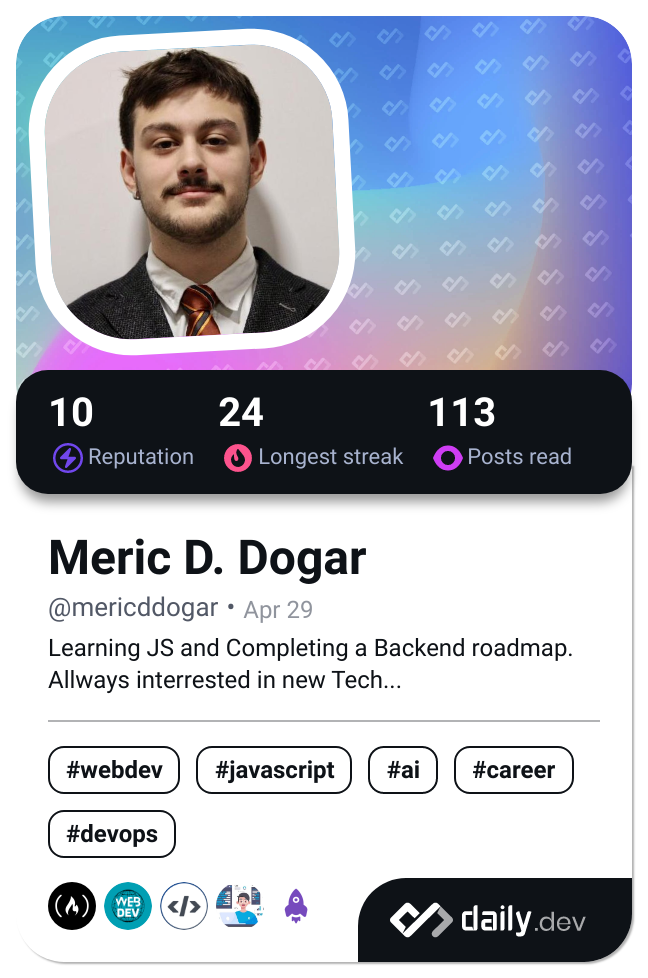 10 24 113
Reputation Longest streak Posts read
Meric D. Dogar
@mericddogar • Apr 29
Learning JS and Completing a Backend roadmap.
Allways interrested in new Tech...
#webdev #javascript #ai #career
#devops
WEB
DEV
daily.dev